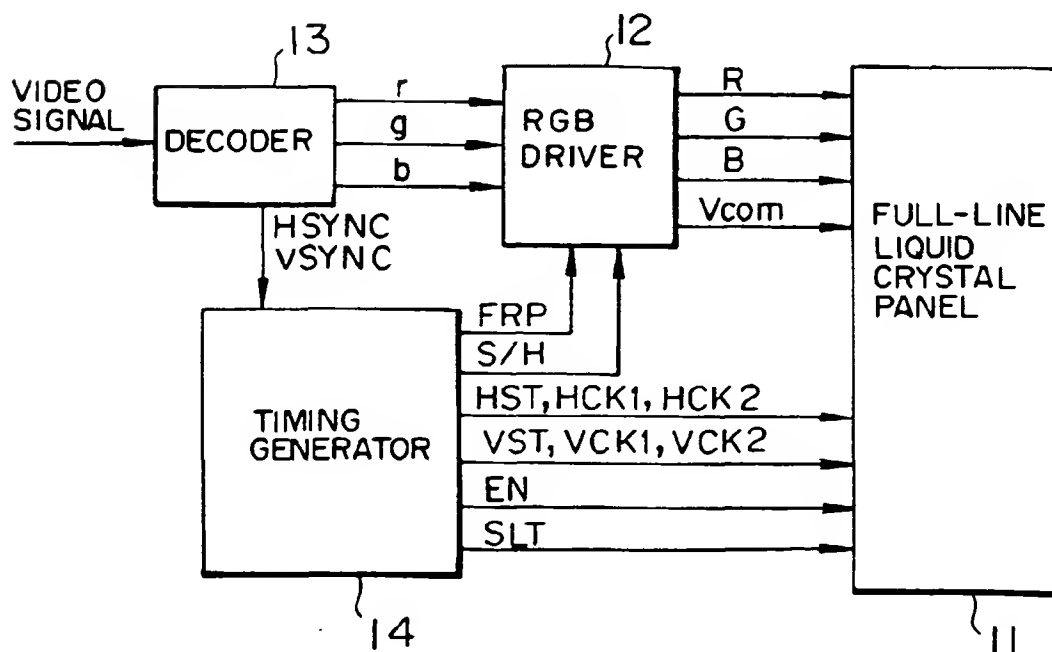 13
12
VIDEO
SIGNAL
DECODER
r
g
b
RGB
DRIVER
R
G
B
Vcom
HSYNC
VSYNC
FULL-LINE
LIQUID
CRYSTAL
PANEL
FRP
S/H
HST, HCK1, HCK2
VST, VCK1, VCK2
EN
SLT
TIMING
GENERATOR
14
11